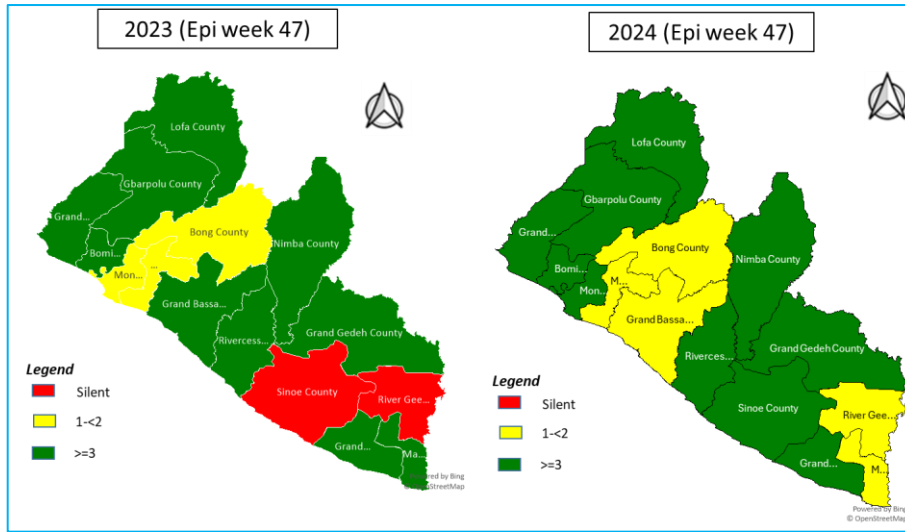 2023 (Epi week 47)
Lofa County
Gbarpolu County
Grand...
Bomi...
Mon...
...
Bong County
Nimba County
Grand Bassa...
Rivercess...
Grand Gedeh County
Sinoe County
River Gee...
Grand...
Ma...
Legend
Silent
1-<2
>=3
Powered by Bing
© OpenStreetMap
2024 (Epi week 47)
Lofa County
Gbarpolu County
Grand...
Bomi...
Mon...
M...
Bong County
Nimba County
Grand Bassa...
Riverces...
Grand Gedeh County
Sinoe County
River Gee...
Grand...
M...
Legend
Silent
1-<2
>=3
Powered by Bing
© OpenStreetMap